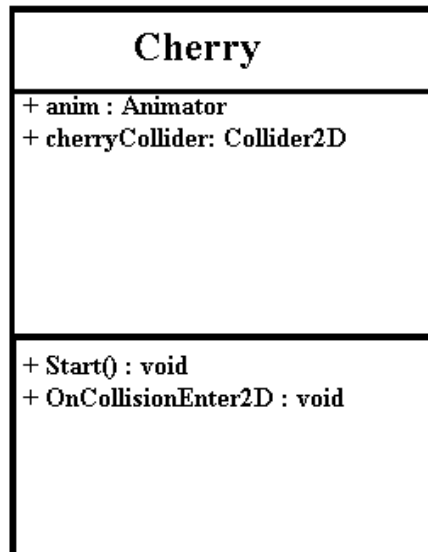 Cherry
+ anim : Animator
+ cherryCollider: Collider2D
+ Start() : void
+ OnCollisionEnter2D : void